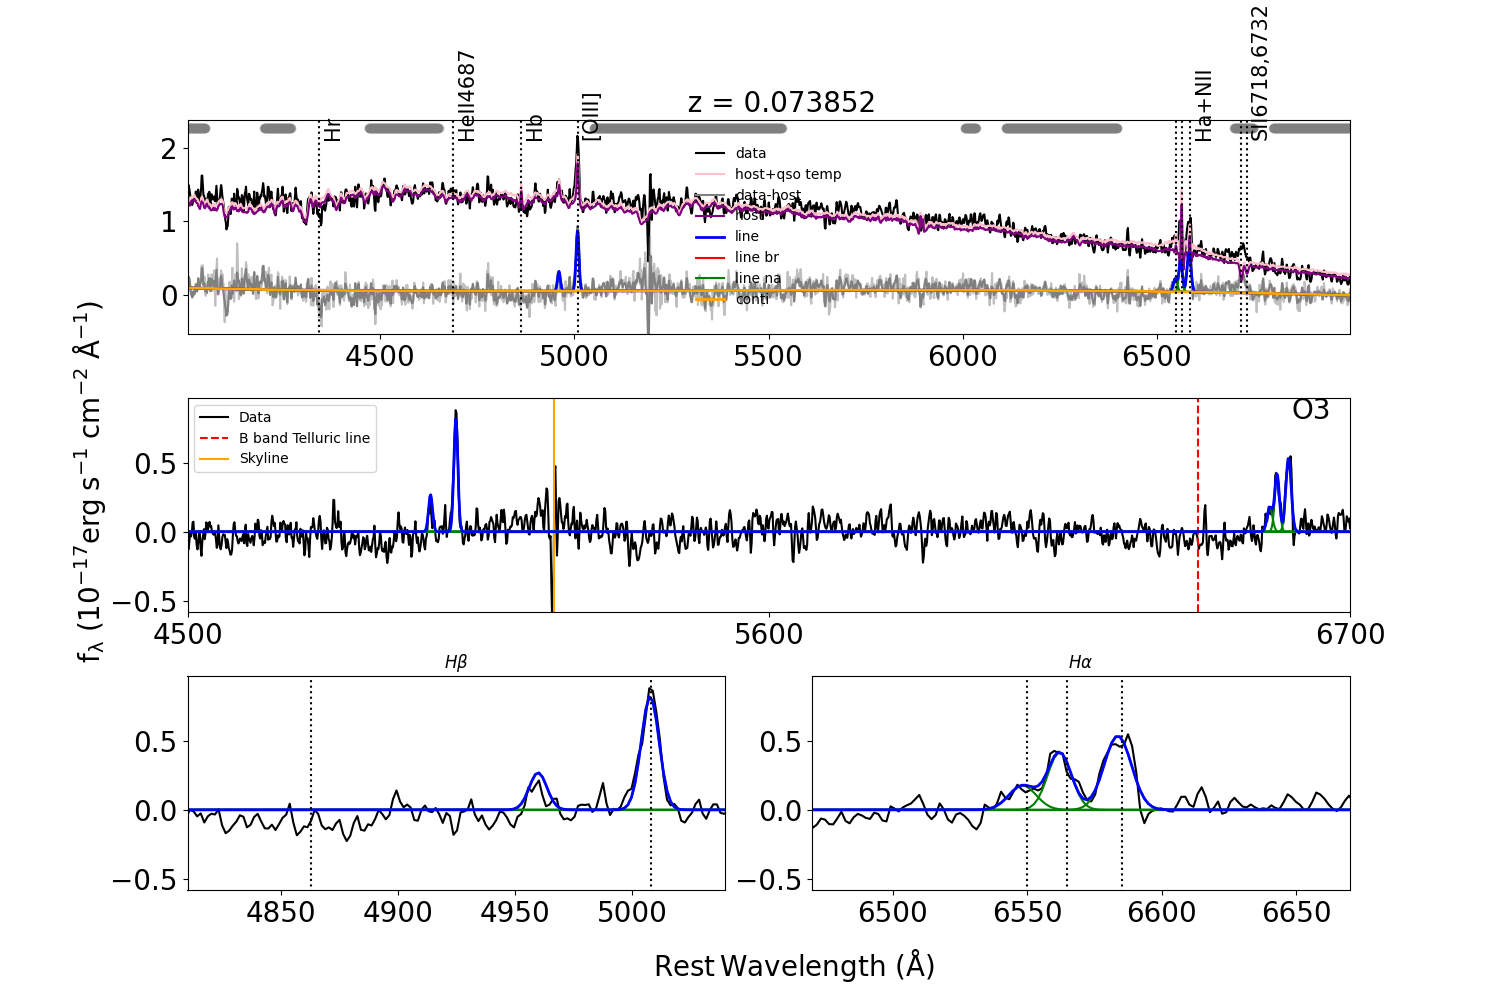 z = 0.073852
Hr
HeII4687
Hb
[OIII]
Ha+NII
SII6718,6732
data
host+qso temp
data-host
host
line
line br
line na
conti
2
1
0
4500 5000 5500 6000 6500
fλ (10⁻¹⁷erg s⁻¹ cm⁻² Å⁻¹)
Data
B band Telluric line
Skyline
O3
0.5
0.0
−0.5
4500 5600 6700
Hβ
0.5
0.0
−0.5
4850 4900 4950 5000
Hα
0.5
0.0
−0.5
6500 6550 6600 6650
Rest Wavelength (Å)